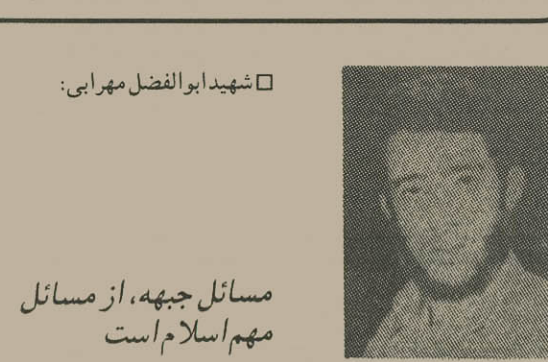 □ شهید ابوالفضل مهرابی:
مسائل جبهه، از مسائل
مهم اسلام است